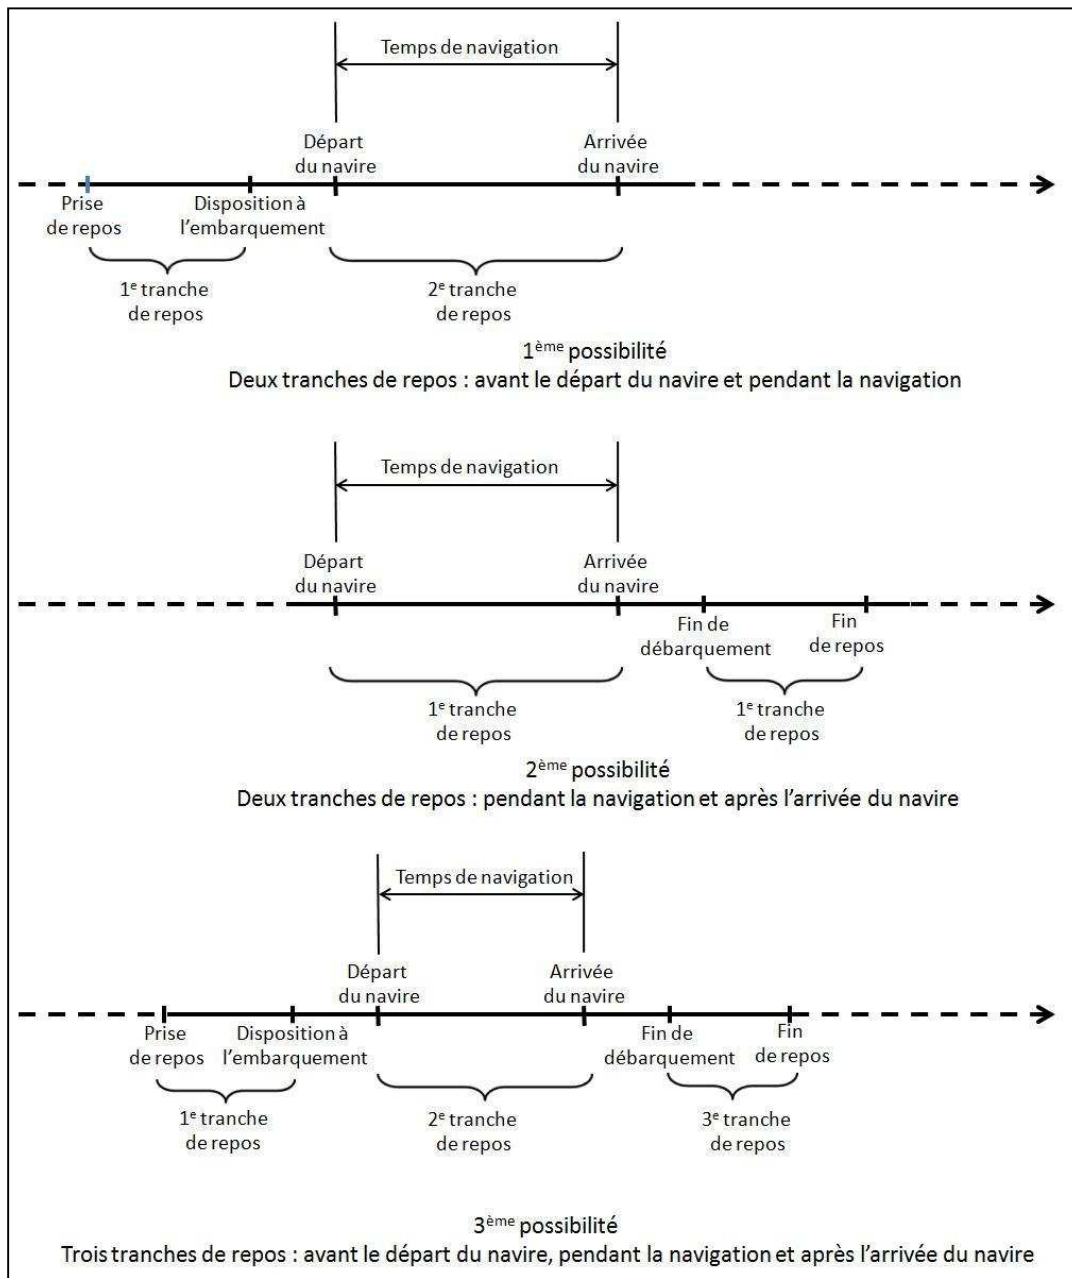 Temps de navigation
Départ
du navire
Arrivée
du navire
Prise
de repos
Disposition à
l'embarquement
1e tranche
de repos
2e tranche
de repos
1ème possibilité
Deux tranches de repos : avant le départ du navire et pendant la navigation
Temps de navigation
Départ
du navire
Arrivée
du navire
Fin de
débarquement
Fin
de repos
1e tranche
de repos
1e tranche
de repos
2ème possibilité
Deux tranches de repos : pendant la navigation et après l'arrivée du navire
Temps de navigation
Départ
du navire
Arrivée
du navire
Prise
de repos
Disposition à
l'embarquement
Fin de
débarquement
Fin
de repos
1e tranche
de repos
2e tranche
de repos
3e tranche
de repos
3ème possibilité
Trois tranches de repos : avant le départ du navire, pendant la navigation et après l'arrivée du navire